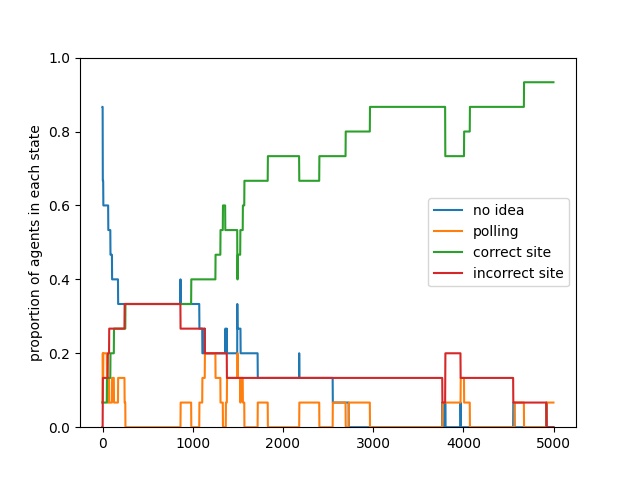 1.0
0.8
0.6
0.4
0.2
0.0
proportion of agents in each state
no idea
polling
correct site
incorrect site
0 1000 2000 3000 4000 5000